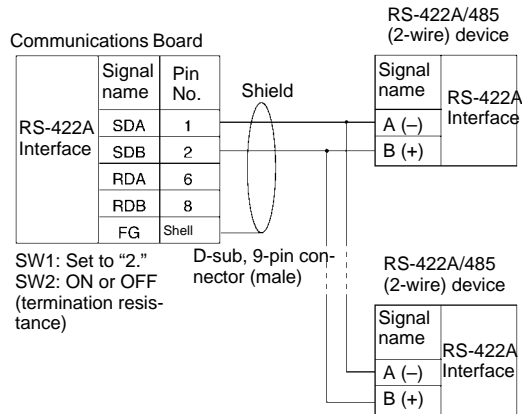 RS-422A/485
(2-wire) device
Communications Board
Signal
name
Pin
No.
RS-422A
Interface
SDA 1
SDB 2
RDA 6
RDB 8
FG Shell
Shield
Signal
name
A (–)
B (+)
RS-422A
Interface
SW1: Set to “2.”
SW2: ON or OFF
(termination resis-
tance)
D-sub, 9-pin con-
nector (male)
RS-422A/485
(2-wire) device
Signal
name
A (–)
B (+)
RS-422A
Interface